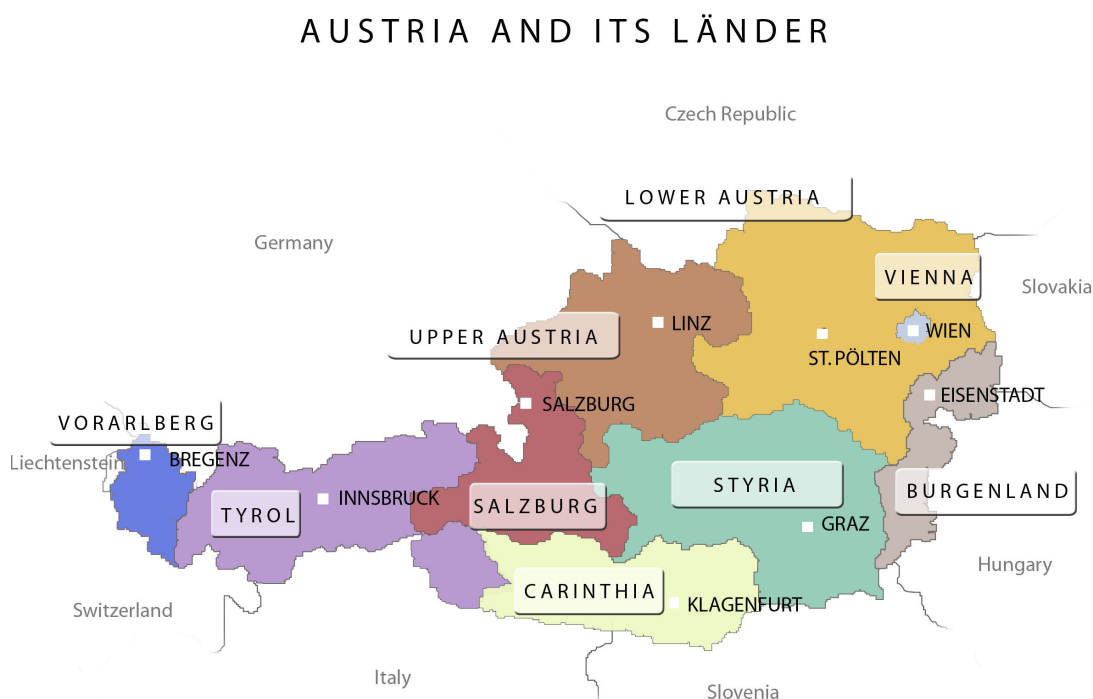 AUSTRIA AND ITS LÄNDER
Czech Republic
LOWER AUSTRIA
Germany
VIENNA
Slovakia
LINZ
WIEN
UPPER AUSTRIA
ST. PÖLTEN
EISENSTADT
SALZBURG
VORARLBERG
BREGENZ
Liechtenstein
STYRIA
BURGENLAND
INNSBRUCK
SALZBURG
TYROL
GRAZ
Hungary
CARINTHIA
KLAGENFURT
Switzerland
Italy
Slovenia